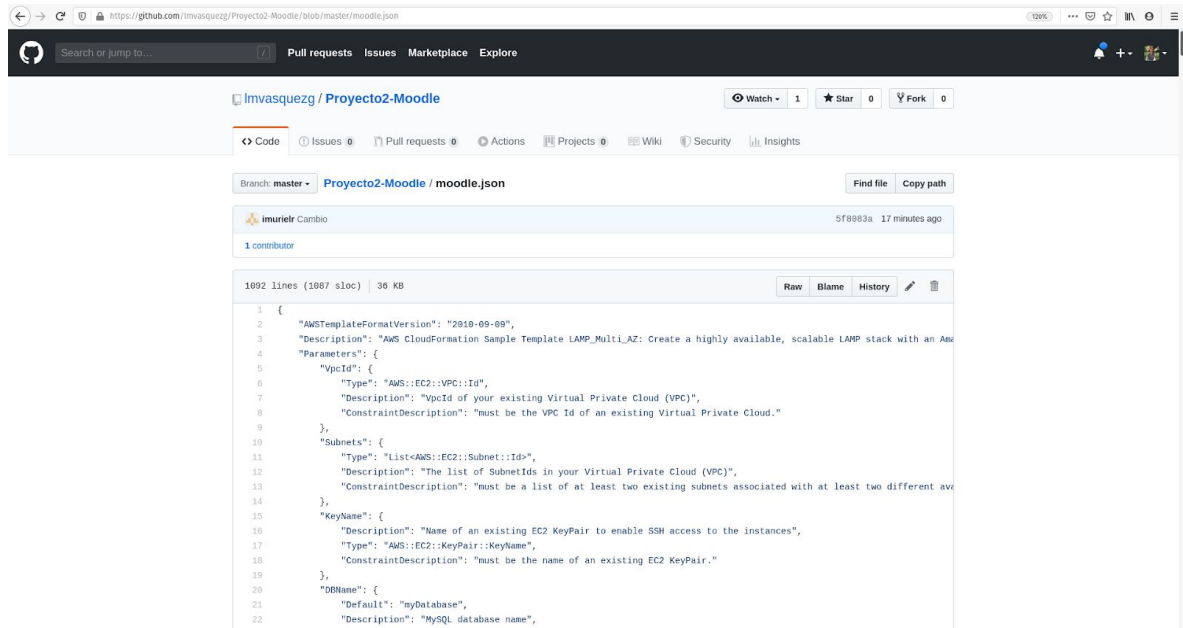 https://github.com/lmvasquezg/Proyecto2-Moodle/blob/master/moodle.json 120%
Search or jump to... / Pull requests Issues Marketplace Explore
lmvasquezg / Proyecto2-Moodle Watch 1 Star 0 Fork 0
Code Issues 0 Pull requests 0 Actions Projects 0 Wiki Security Insights
Branch: master Proyecto2-Moodle / moodle.json Find file Copy path
imurielr Cambio 5f8083a 17 minutes ago
1 contributor
1092 lines (1087 sloc) 36 KB Raw Blame History
1 {
2 "AWSTemplateFormatVersion": "2010-09-09",
3 "Description": "AWS CloudFormation Sample Template LAMP_Multi_AZ: Create a highly available, scalable LAMP stack with an Ama
4 "Parameters": {
5 "VpcId": {
6 "Type": "AWS::EC2::VPC::Id",
7 "Description": "VpcId of your existing Virtual Private Cloud (VPC)",
8 "ConstraintDescription": "must be the VPC Id of an existing Virtual Private Cloud."
9 },
10 "Subnets": {
11 "Type": "List<AWS::EC2::Subnet::Id>",
12 "Description": "The list of SubnetIds in your Virtual Private Cloud (VPC)",
13 "ConstraintDescription": "must be a list of at least two existing subnets associated with at least two different ava
14 },
15 "KeyName": {
16 "Description": "Name of an existing EC2 KeyPair to enable SSH access to the instances",
17 "Type": "AWS::EC2::KeyPair::KeyName",
18 "ConstraintDescription": "must be the name of an existing EC2 KeyPair."
19 },
20 "DBName": {
21 "Default": "myDatabase",
22 "Description": "MySQL database name",